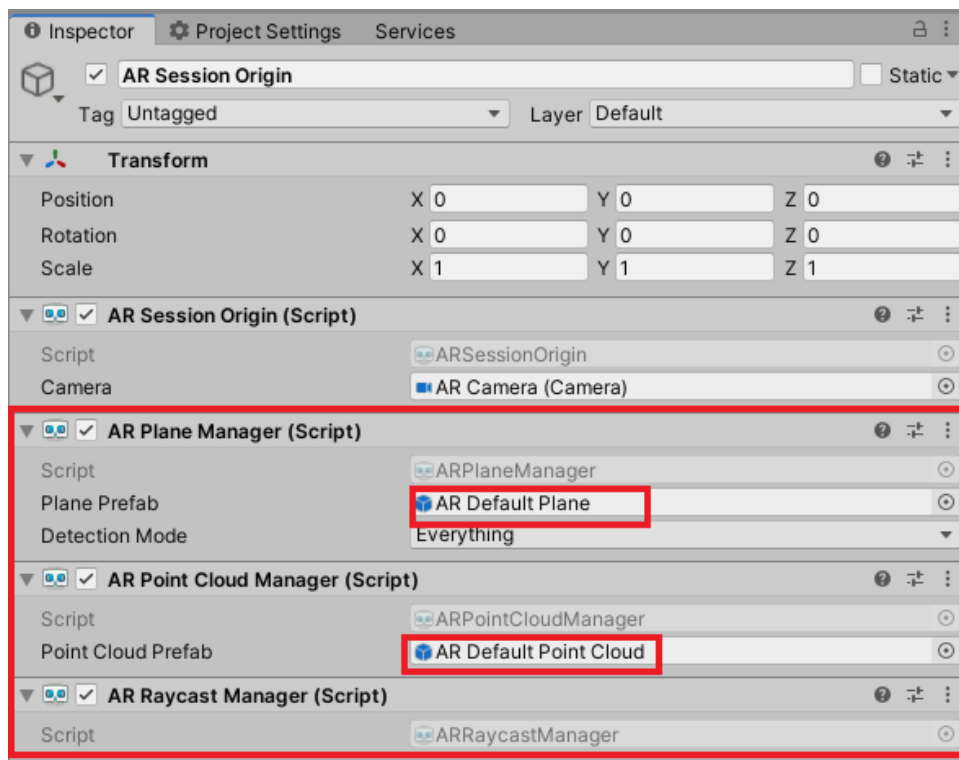 Inspector Project Settings Services
AR Session Origin Static
Tag Untagged Layer Default
Transform
Position X 0 Y 0 Z 0
Rotation X 0 Y 0 Z 0
Scale X 1 Y 1 Z 1
AR Session Origin (Script)
Script ARSessionOrigin
Camera AR Camera (Camera)
AR Plane Manager (Script)
Script ARPlaneManager
Plane Prefab AR Default Plane
Detection Mode Everything
AR Point Cloud Manager (Script)
Script ARPointCloudManager
Point Cloud Prefab AR Default Point Cloud
AR Raycast Manager (Script)
Script ARRaycastManager